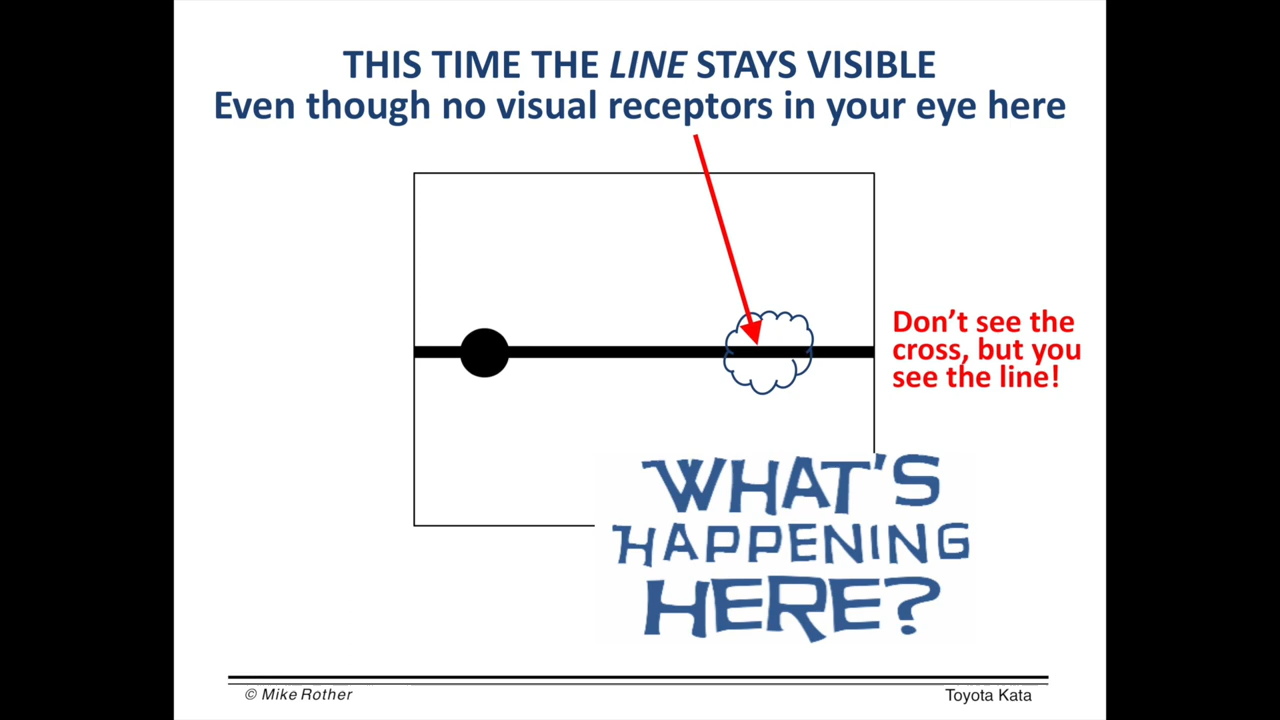 THIS TIME THE LINE STAYS VISIBLE
Even though no visual receptors in your eye here
Don’t see the
cross, but you
see the line!
WHAT'S
HAPPENING
HERE?
© Mike Rother
Toyota Kata